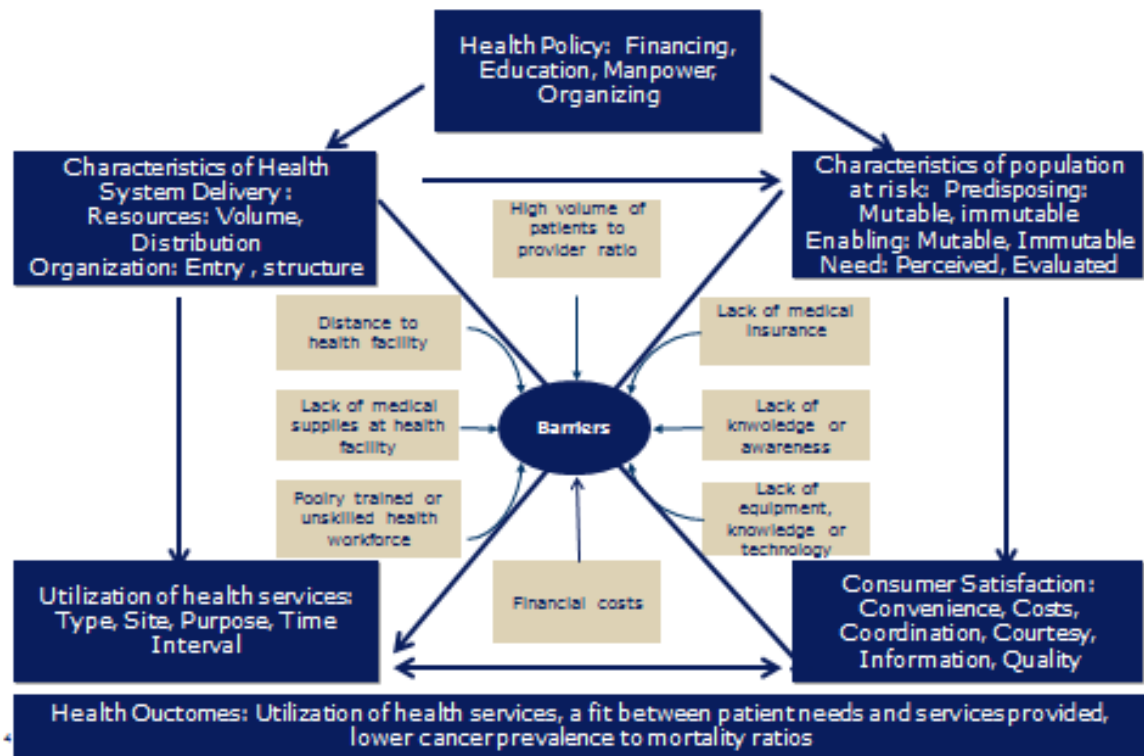 Health Policy: Financing,
Education, Manpower,
Organizing
Characteristics of Health
System Delivery :
Resources: Volume,
Distribution
Organization: Entry , structure
Characteristics of population
at risk: Predisposing:
Mutable, immutable
Enabling: Mutable, Immutable
Need: Perceived, Evaluated
High volume of
patients to
provider ratio
Distance to
health facility
Lack of medical
insurance
Lack of medical
supplies at health
facility
Barriers
Lack of
knwoledge or
awareness
Poolry trained or
unskilled health
workforce
Lack of
equipment,
knowledge or
technology
Financial costs
Utilization of health services:
Type, Site, Purpose, Time
Interval
Consumer Satisfaction:
Convenience, Costs,
Coordination, Courtesy,
Information, Quality
Health Ouctomes: Utilization of health services, a fit between patient needs and services provided,
lower cancer prevalence to mortality ratios